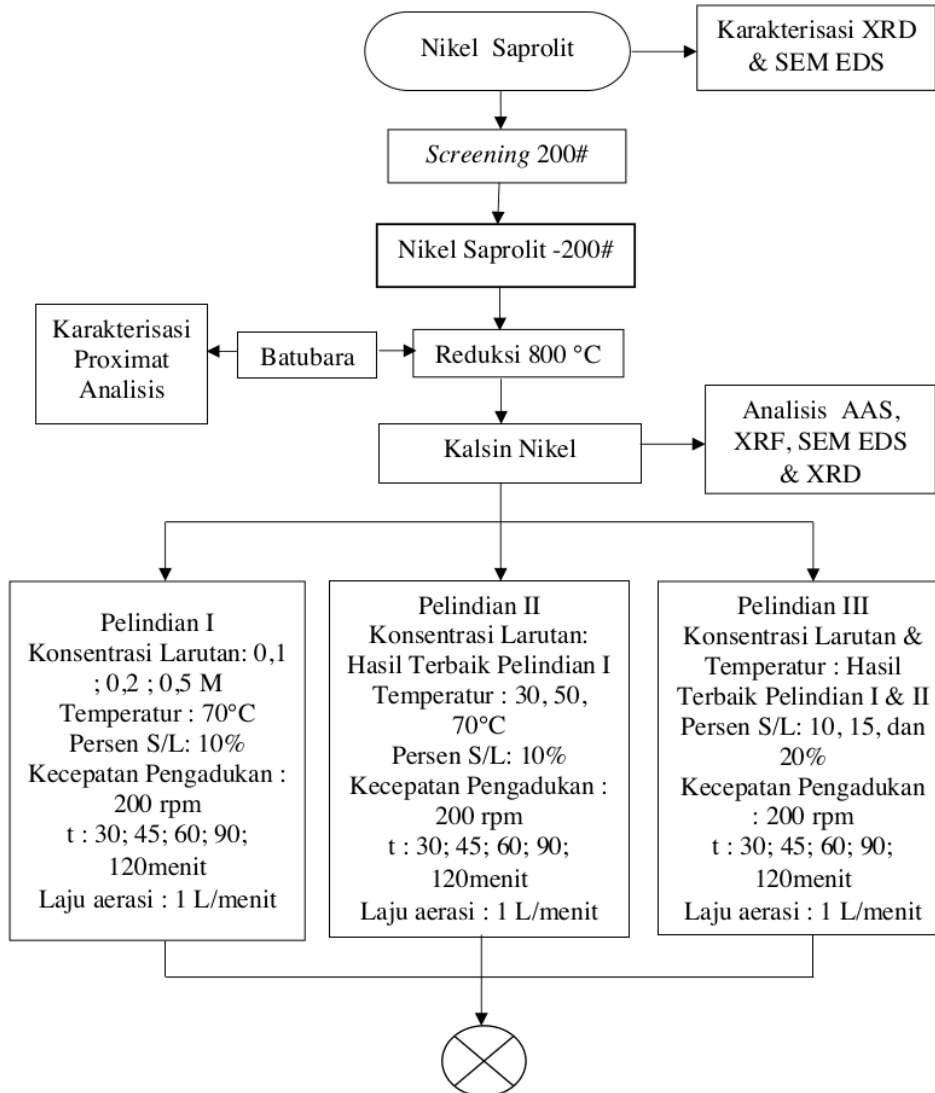 Nikel Saprolit
Karakterisasi XRD
& SEM EDS
Screening 200#
Nikel Saprolit -200#
Karakterisasi
Proximat
Analisis
Batubara
Reduksi 800 °C
Kalsin Nikel
Analisis AAS,
XRF, SEM EDS
& XRD
Pelindian I
Konsentrasi Larutan: 0,1
; 0,2 ; 0,5 M
Temperatur : 70°C
Persen S/L: 10%
Kecepatan Pengadukan :
200 rpm
t : 30; 45; 60; 90;
120menit
Laju aerasi : 1 L/menit
Pelindian II
Konsentrasi Larutan:
Hasil Terbaik Pelindian I
Temperatur : 30, 50,
70°C
Persen S/L: 10%
Kecepatan Pengadukan :
200 rpm
t : 30; 45; 60; 90;
120menit
Laju aerasi : 1 L/menit
Pelindian III
Konsentrasi Larutan &
Temperatur : Hasil
Terbaik Pelindian I & II
Persen S/L: 10, 15, dan
20%
Kecepatan Pengadukan
: 200 rpm
t : 30; 45; 60; 90;
120menit
Laju aerasi : 1 L/menit